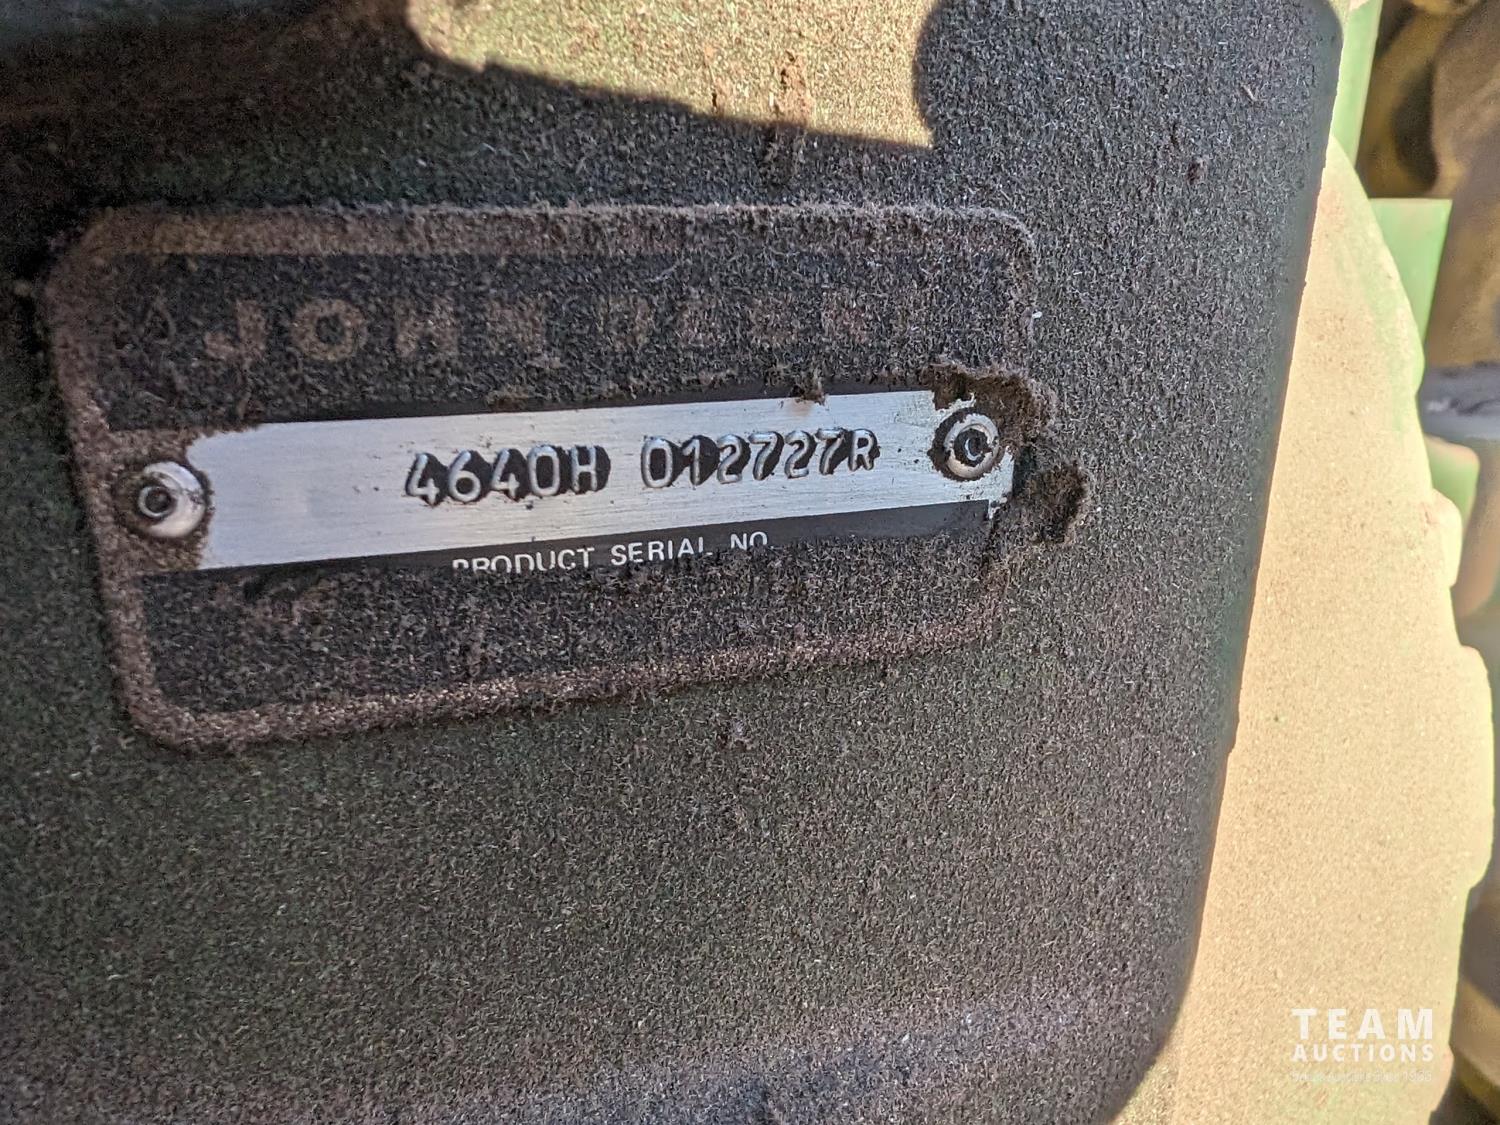 JOHN DEERE
4640H 012727R
PRODUCT SERIAL NO.
TEAM
AUCTIONS